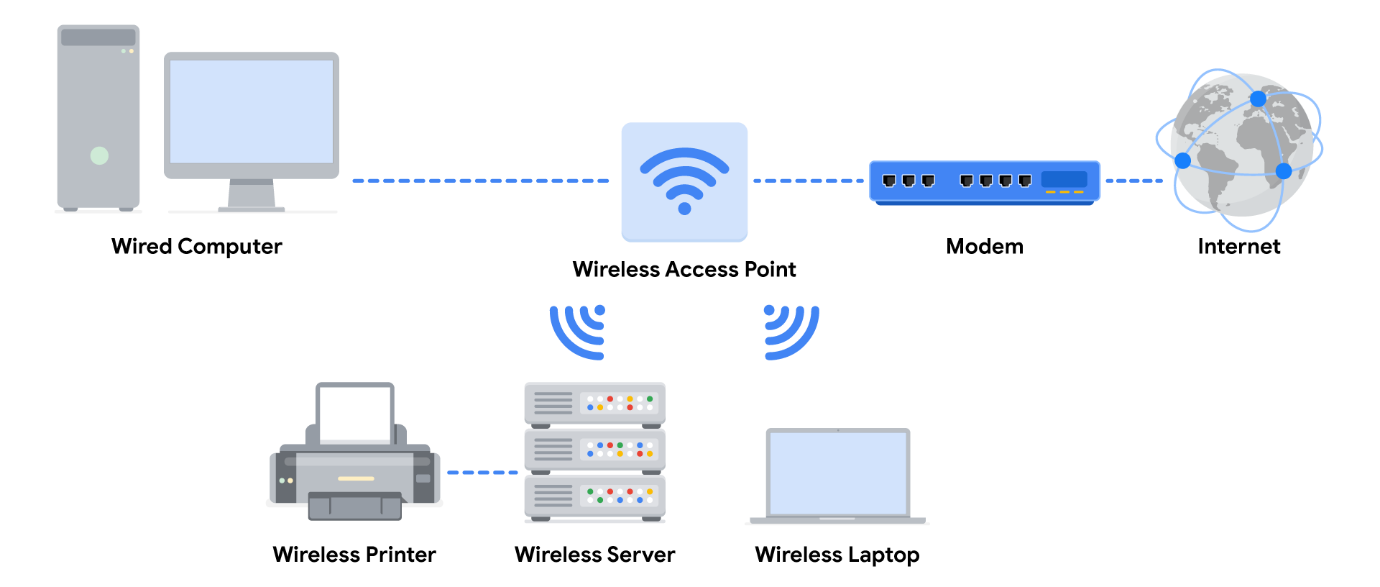 Wired Computer
Wireless Access Point
Modem
Internet
Wireless Printer
Wireless Server
Wireless Laptop